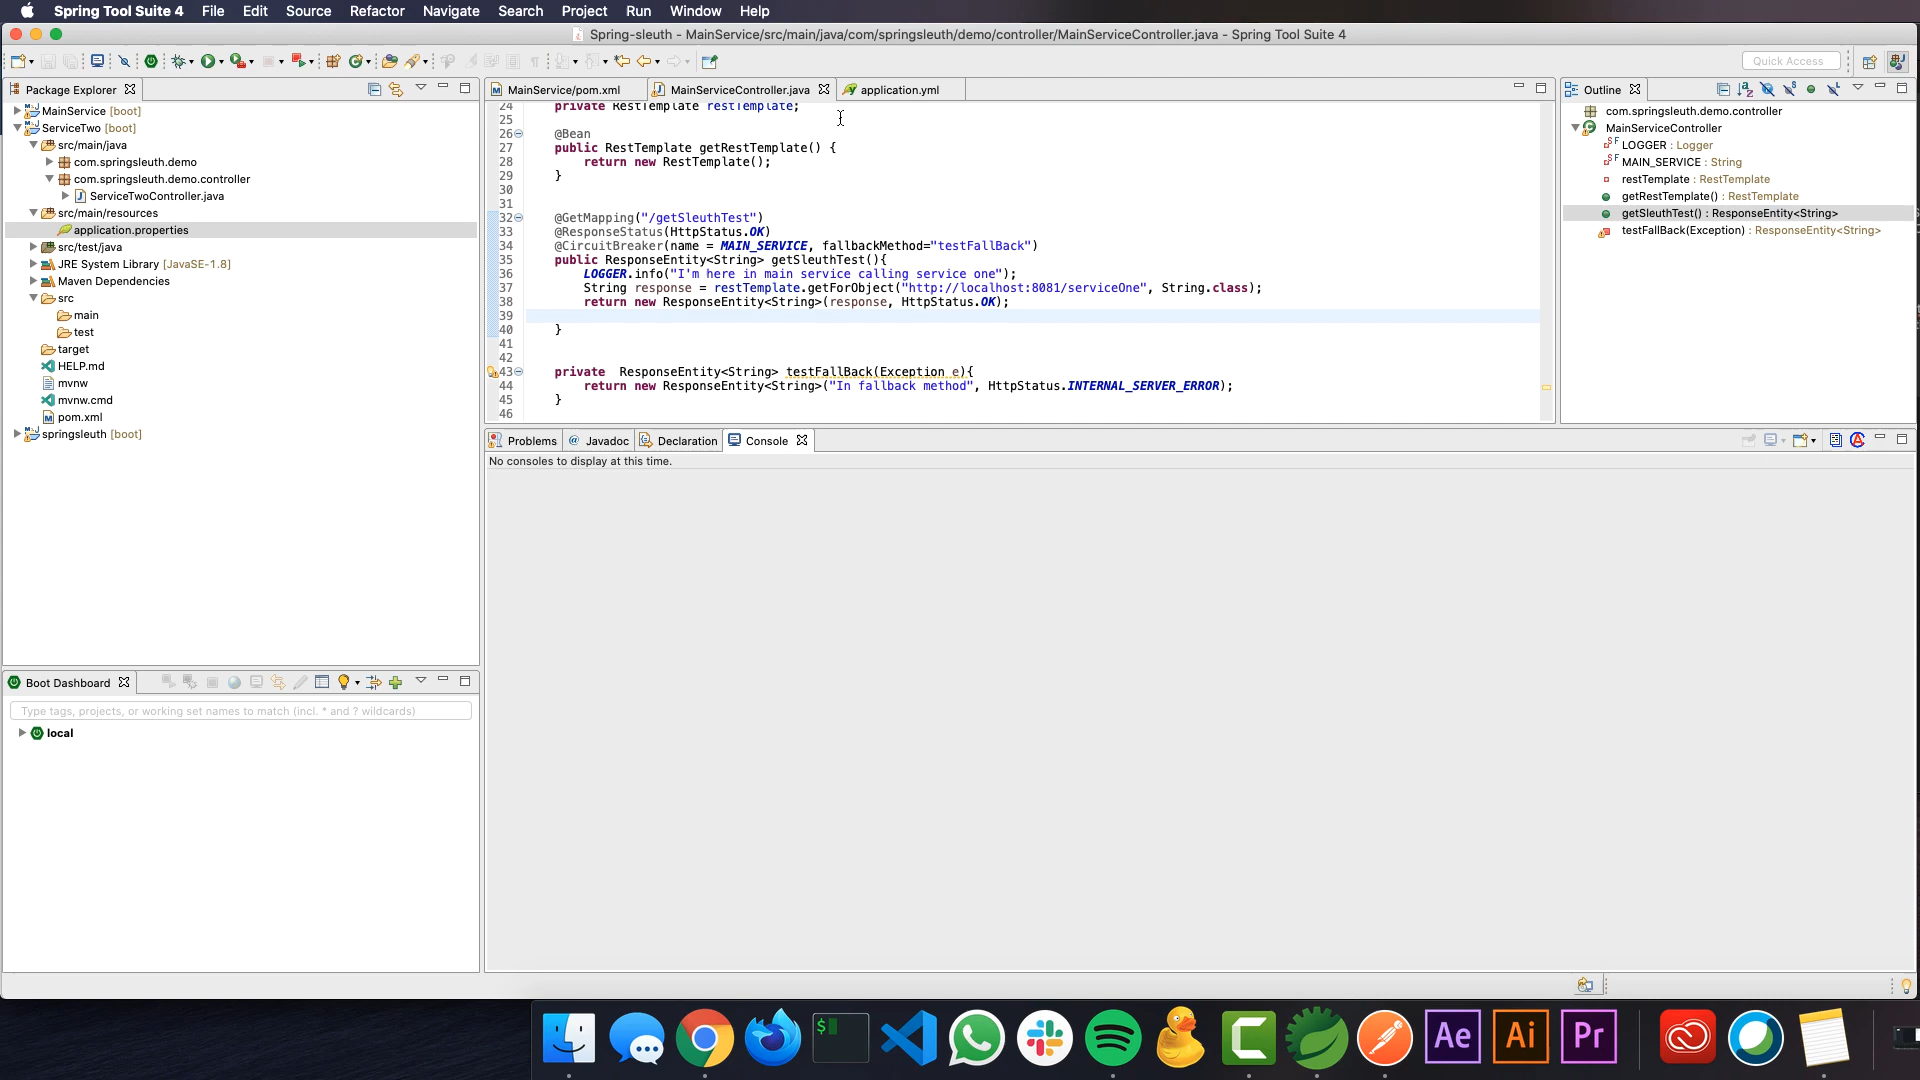 Spring Tool Suite 4 File Edit Source Refactor Navigate Search Project Run Window Help
Spring-sleuth - MainService/src/main/java/com/springsleuth/demo/controller/MainServiceController.java - Spring Tool Suite 4
Quick Access
Package Explorer
MainService [boot]
ServiceTwo [boot]
src/main/java
com.springsleuth.demo
com.springsleuth.demo.controller
ServiceTwoController.java
src/main/resources
application.properties
src/test/java
JRE System Library [JavaSE-1.8]
Maven Dependencies
src
main
test
target
HELP.md
mvnw
mvnw.cmd
pom.xml
springsleuth [boot]
MainService/pom.xml MainServiceController.java application.yml
24 private RestTemplate restTemplate;
25
26 @Bean
27 public RestTemplate getRestTemplate() {
28 return new RestTemplate();
29 }
30
31
32 @GetMapping("/getSleuthTest")
33 @ResponseStatus(HttpStatus.OK)
34 @CircuitBreaker(name = MAIN_SERVICE, fallbackMethod="testFallBack")
35 public ResponseEntity<String> getSleuthTest(){
36 LOGGER.info("I'm here in main service calling service one");
37 String response = restTemplate.getForObject("http://localhost:8081/serviceOne", String.class);
38 return new ResponseEntity<String>(response, HttpStatus.OK);
39
40 }
41
42
43 private ResponseEntity<String> testFallBack(Exception e){
44 return new ResponseEntity<String>("In fallback method", HttpStatus.INTERNAL_SERVER_ERROR);
45 }
46
Outline
com.springsleuth.demo.controller
MainServiceController
LOGGER : Logger
MAIN_SERVICE : String
restTemplate : RestTemplate
getRestTemplate() : RestTemplate
getSleuthTest() : ResponseEntity<String>
testFallBack(Exception) : ResponseEntity<String>
Problems @ Javadoc Declaration Console
No consoles to display at this time.
Boot Dashboard
Type tags, projects, or working set names to match (incl. * and ? wildcards)
local
$
Ae Ai Pr